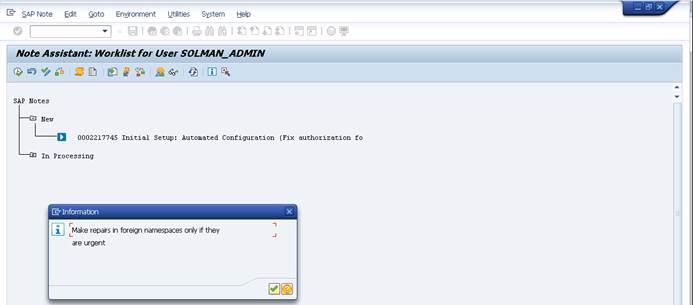 SAP Note Edit Goto Environment Utilities System Help
Note Assistant: Worklist for User SOLMAN_ADMIN
SAP Notes
New
0002217745 Initial Setup: Automated Configuration (Fix authorization fo
In Processing
Information
Make repairs in foreign namespaces only if they
are urgent